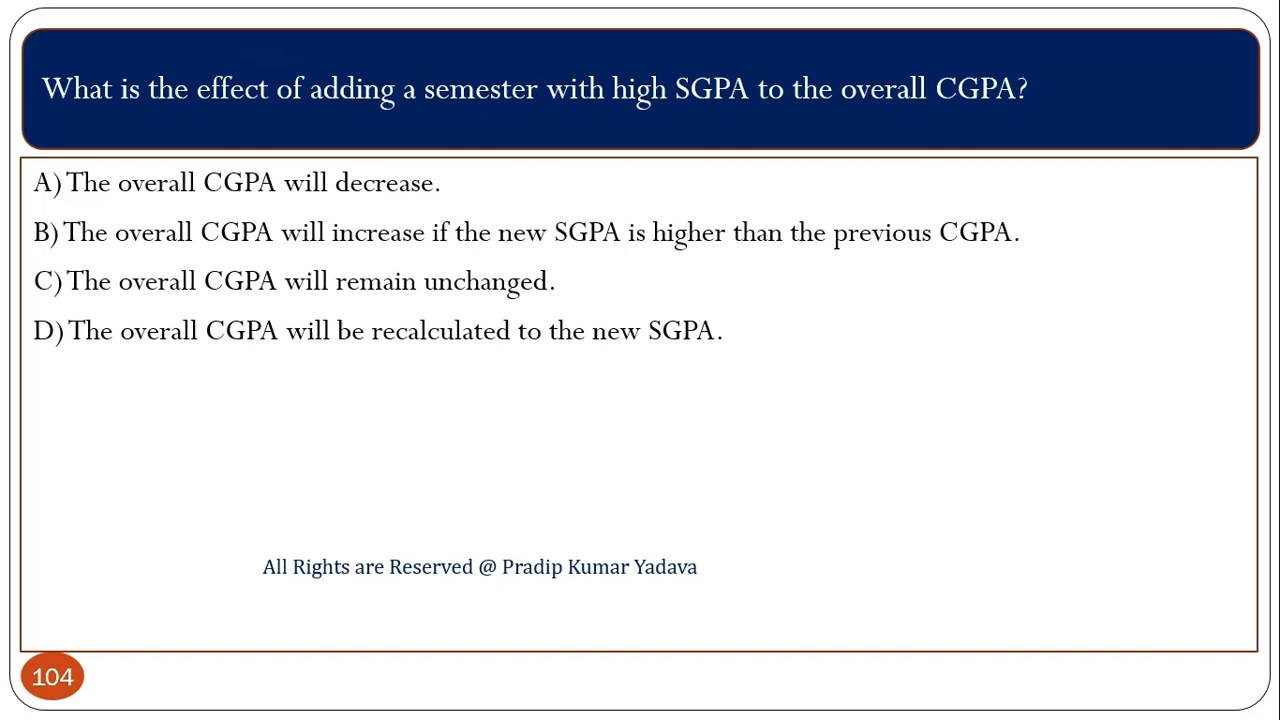 What is the effect of adding a semester with high SGPA to the overall CGPA?
A) The overall CGPA will decrease.
B) The overall CGPA will increase if the new SGPA is higher than the previous CGPA.
C) The overall CGPA will remain unchanged.
D) The overall CGPA will be recalculated to the new SGPA.
All Rights are Reserved @ Pradip Kumar Yadava
104